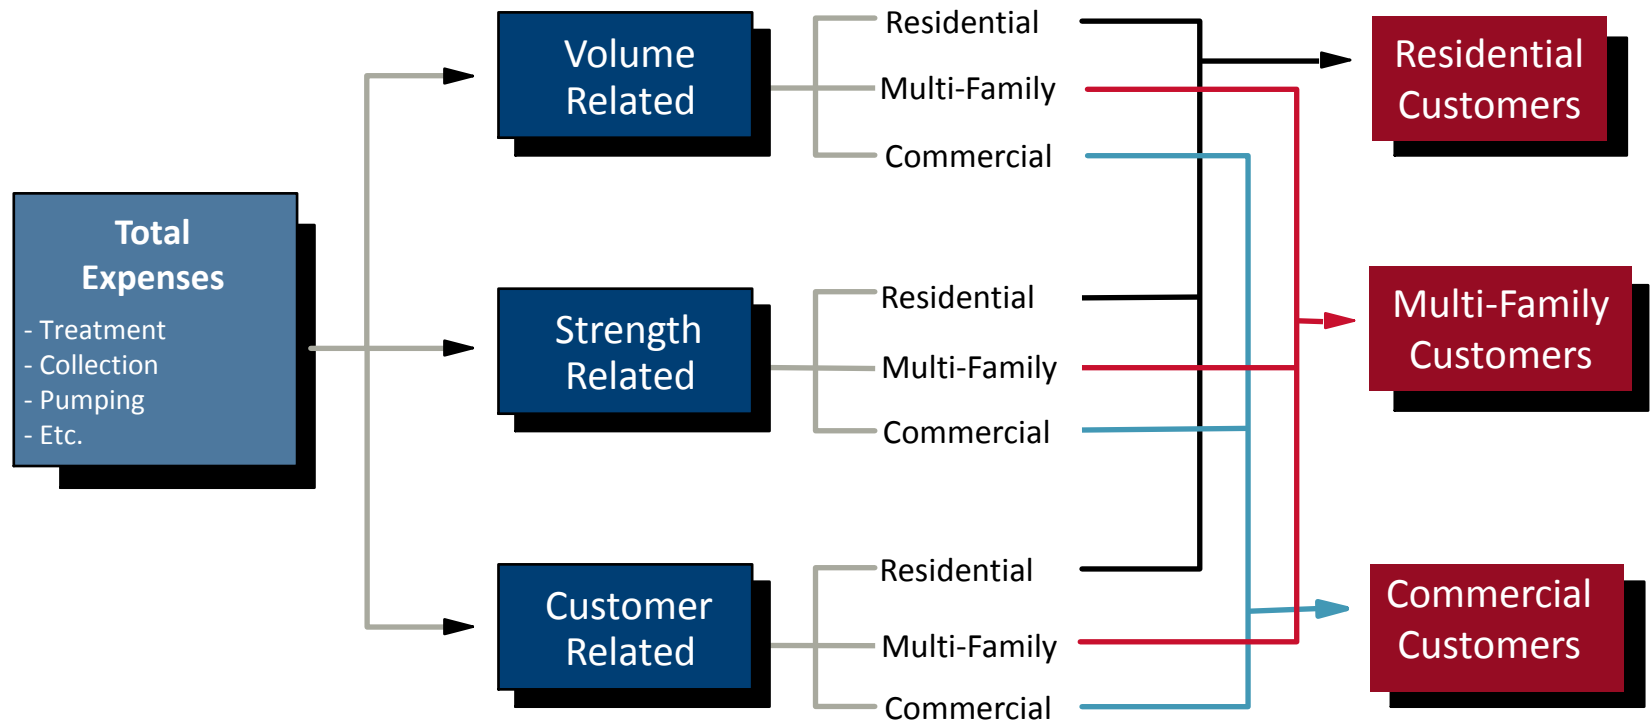 Total
Expenses
- Treatment
- Collection
- Pumping
- Etc.
Volume
Related
Residential
Multi-Family
Commercial
Strength
Related
Residential
Multi-Family
Commercial
Customer
Related
Residential
Multi-Family
Commercial
Residential
Customers
Multi-Family
Customers
Commercial
Customers